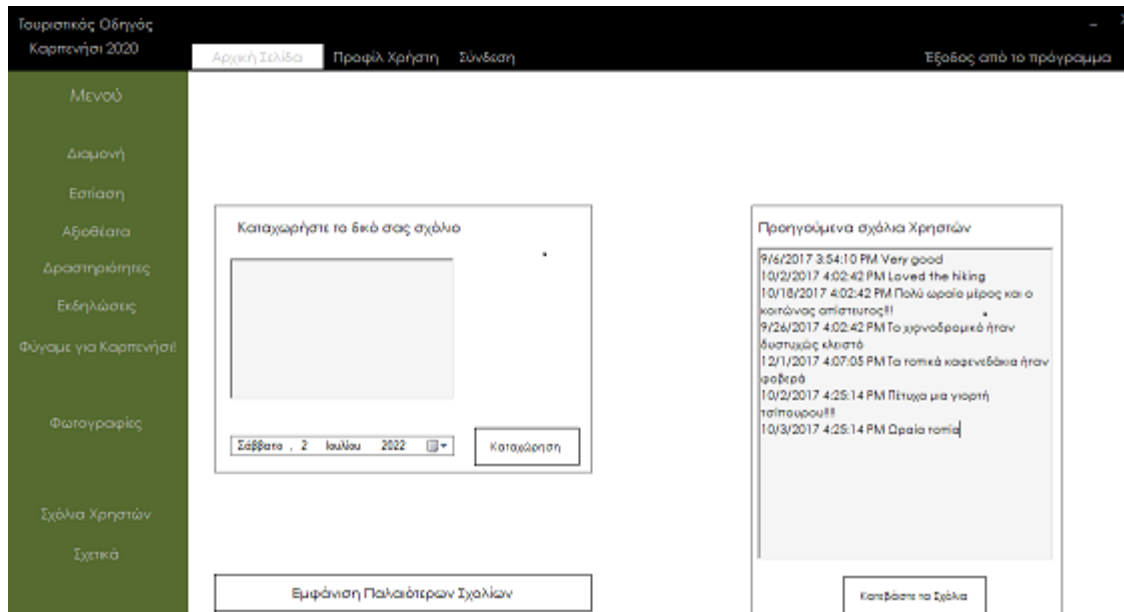 Τουριστικός Οδηγός
Καρπενήσι 2020
Αρχική Σελίδα
Προφίλ Χρήστη
Σύνδεση
Έξοδος από το πρόγραμμα
Μενού
Διαμονή
Εστίαση
Αξιοθέατα
Δραστηριότητες
Εκδηλώσεις
Φύγαμε για Καρπενήσι!
Φωτογραφίες
Σχόλια Χρηστών
Σχετικά
Καταχωρήστε το δικό σας σχόλιο
Σάββατο , 2 Ιουλίου 2022
Καταχώρηση
Εμφάνιση Παλαιότερων Σχολίων
Προηγούμενα σχόλια Χρηστών
9/6/2017 3:54:10 PM Very good
10/2/2017 4:02:42 PM Loved the hiking
10/18/2017 4:02:42 PM Πολύ ωραίο μέρος και ο
κοιτώνας απίστευτος!!!
9/26/2017 4:02:42 PM Το χιονοδρομικό ήταν
δυστυχώς κλειστό
12/1/2017 4:07:05 PM Τα τοπικά καφενεδάκια ήταν
φοβερά
10/2/2017 4:25:14 PM Πέτυχα μια γιορτή
τσίπουρου!!!
10/3/2017 4:25:14 PM Ωραία τοπία
Κατεβάστε τα Σχόλια